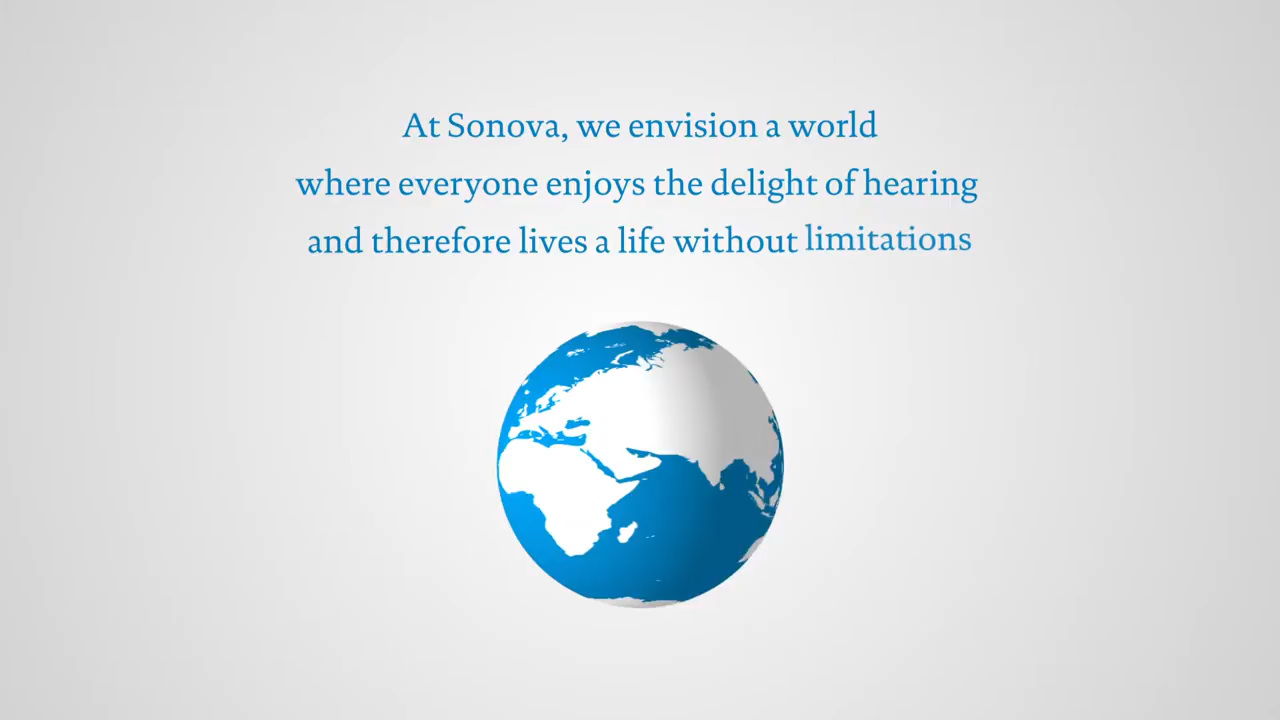 At Sonova, we envision a world
where everyone enjoys the delight of hearing
and therefore lives a life without limitations